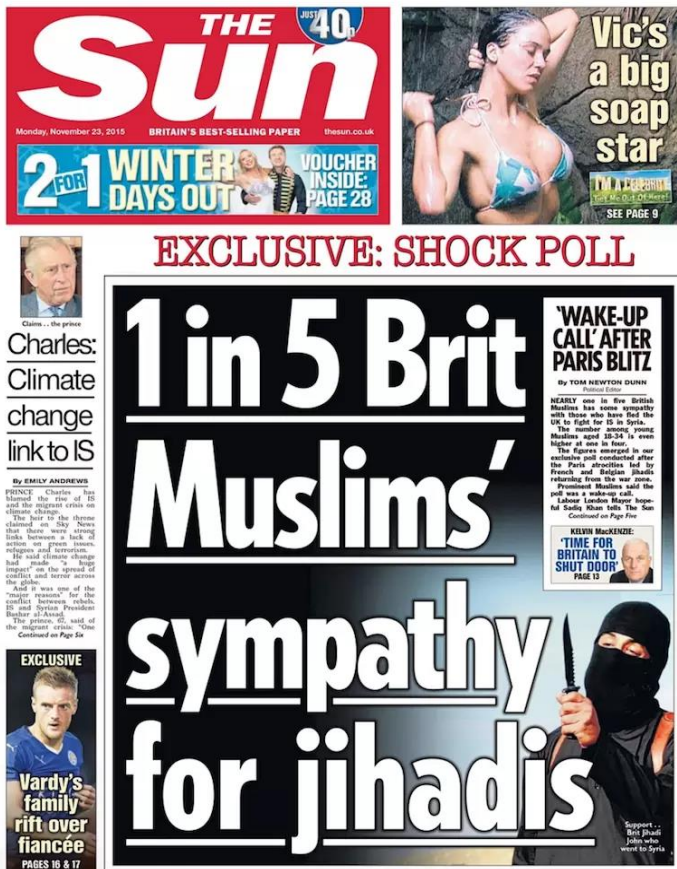 THE
Sun
JUST
40p
Monday, November 23, 2015
BRITAIN'S BEST-SELLING PAPER
thesun.co.uk
2 FOR 1
WINTER
DAYS OUT
VOUCHER
INSIDE:
PAGE 28
Vic's
a big
soap
star
I'M A CELEBRITY
Get Me Out Of Here!
SEE PAGE 9
EXCLUSIVE: SHOCK POLL
Claims . . the prince
Charles:
Climate
change
link to IS
By EMILY ANDREWS
PRINCE Charles has
blamed the rise of IS
and the migrant crisis on
climate change.
The heir to the throne
claimed on Sky News
that there were strong
links between a lack of
action on green issues,
refugees and terrorism.
He said climate change
had made "a huge
impact" on the spread of
conflict and terror across
the globe.
And it was one of the
"major reasons" for the
conflict between rebels,
IS and Syrian President
Bashar al-Assad.
The prince, 67, said of
the migrant crisis: "One
Continued on Page Six
EXCLUSIVE
Vardy's
family
rift over
fiancée
PAGES 16 & 17
1 in 5 Brit
Muslims'
sympathy
for jihadis
'WAKE-UP
CALL' AFTER
PARIS BLITZ
By TOM NEWTON DUNN
Political Editor
NEARLY one in five British
Muslims has some sympathy
with those who have fled the
UK to fight for IS in Syria.
The number among young
Muslims aged 18-34 is even
higher at one in four.
The figures emerged in our
exclusive poll conducted after
the Paris atrocities led by
French and Belgian jihadis
returning from the war zone.
Prominent Muslims said the
poll was a wake-up call.
Labour London Mayor hope-
ful Sadiq Khan tells The Sun
Continued on Page Five
KELVIN MacKENZIE:
'TIME FOR
BRITAIN TO
SHUT DOOR'
PAGE 13
Support . .
Brit Jihadi
John who
went to Syria